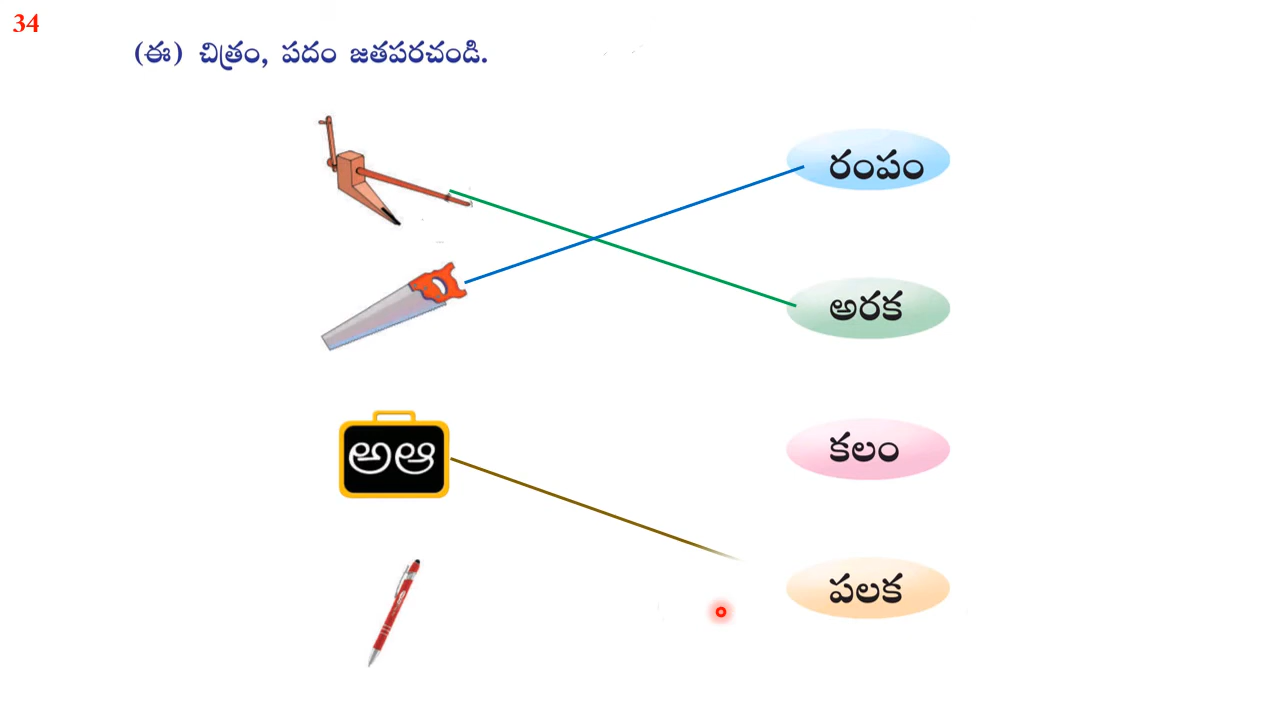 34
(ఈ) చిత్రం, పదం జతపరచండి.
రంపం
అరక
అఆ
కలం
పలక